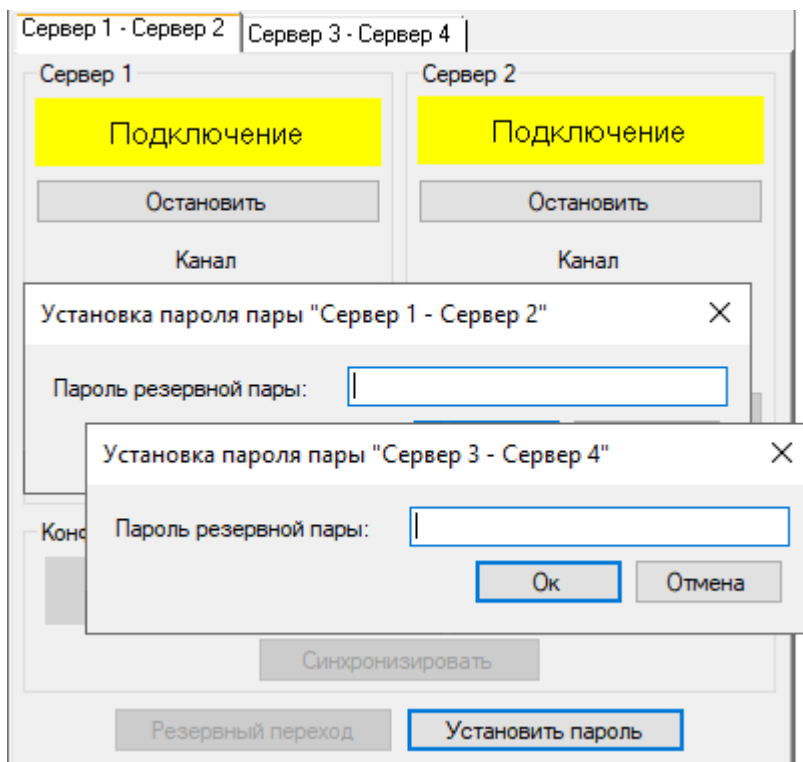 Сервер 1 - Сервер 2
Сервер 3 - Сервер 4
Сервер 1
Сервер 2
Подключение
Подключение
Остановить
Остановить
Канал
Канал
Установка пароля пары "Сервер 1 - Сервер 2"
Пароль резервной пары:
Установка пароля пары "Сервер 3 - Сервер 4"
Пароль резервной пары:
Ок
Отмена
Синхронизировать
Резервный переход
Установить пароль